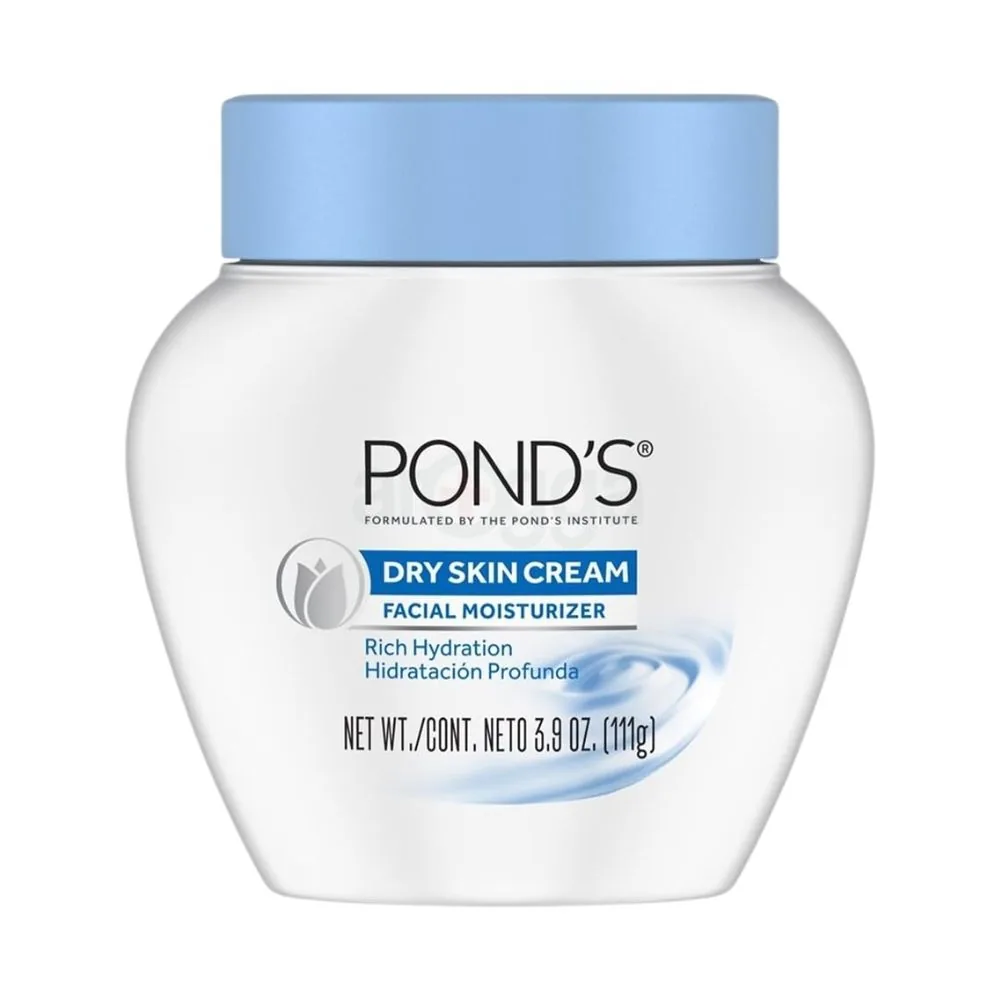 POND'S®
FORMULATED BY THE POND'S INSTITUTE
DRY SKIN CREAM
FACIAL MOISTURIZER
Rich Hydration
Hidratación Profunda
NET WT./CONT. NETO 3.9 OZ. (111g)